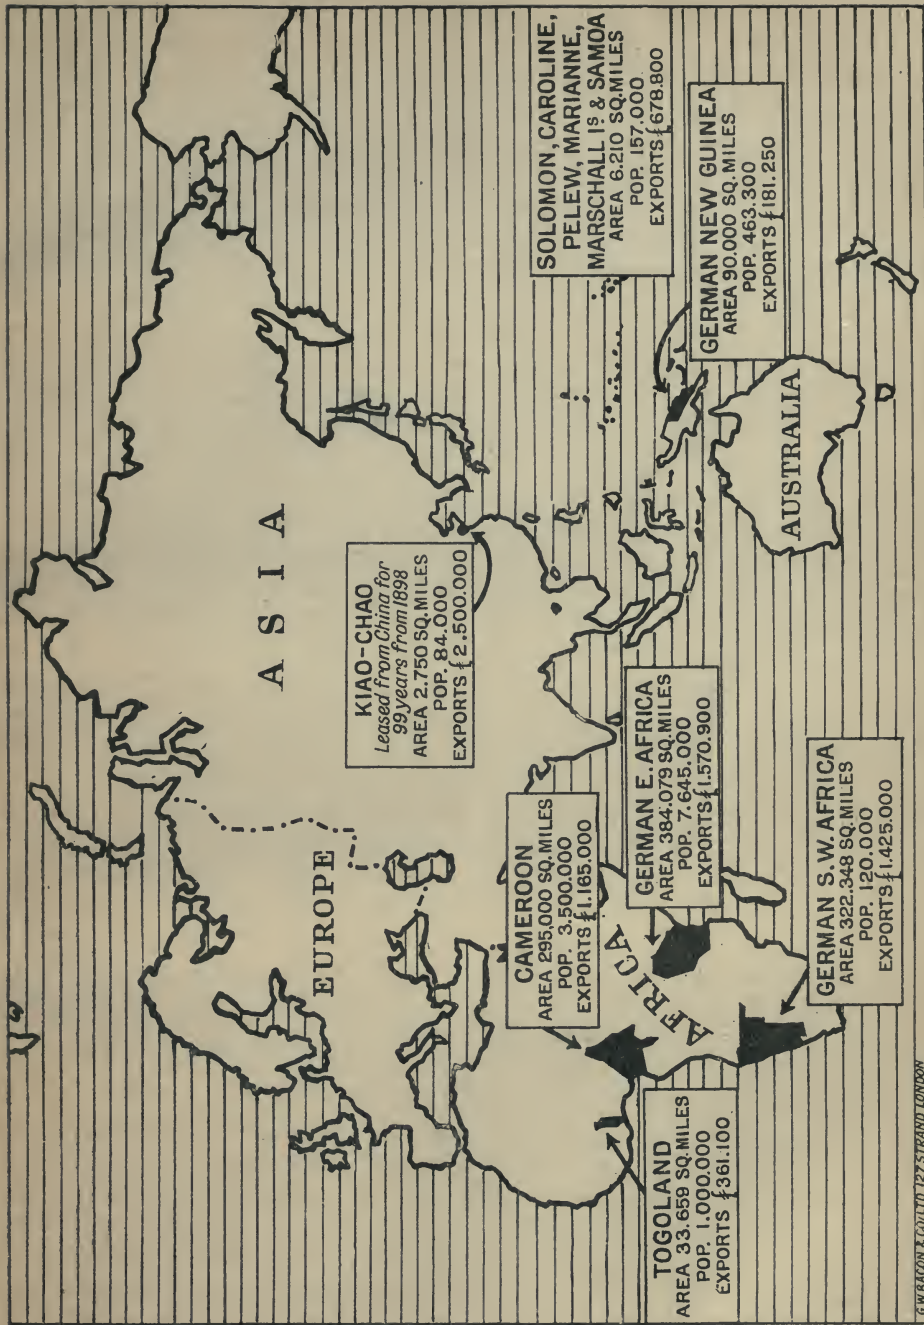 EUROPE
ASIA
AFRICA
AUSTRALIA
KIAO-CHAO
Leased from China for
99 years from 1898
AREA 2.750 SQ.MILES
POP. 84.000
EXPORTS £2.500.000
SOLOMON, CAROLINE,
PELEW, MARIANNE,
MARSCHALL Iˢ & SAMOA
AREA 6.210 SQ.MILES
POP. 157.000
EXPORTS £678.800
GERMAN NEW GUINEA
AREA 90.000 SQ.MILES
POP. 463.300
EXPORTS £181.250
CAMEROON
AREA 295,000 SQ.MILES
POP. 3.500.000
EXPORTS £1.165.000
GERMAN E. AFRICA
AREA 384.079 SQ.MILES
POP. 7.645.000
EXPORTS £1.570.900
GERMAN S.W. AFRICA
AREA 322.348 SQ.MILES
POP. 120.000
EXPORTS £1.425.000
TOGOLAND
AREA 33.659 SQ.MILES
POP. 1.000.000
EXPORTS £361.100
G.W.BACON & CO LTD 127 STRAND LONDON